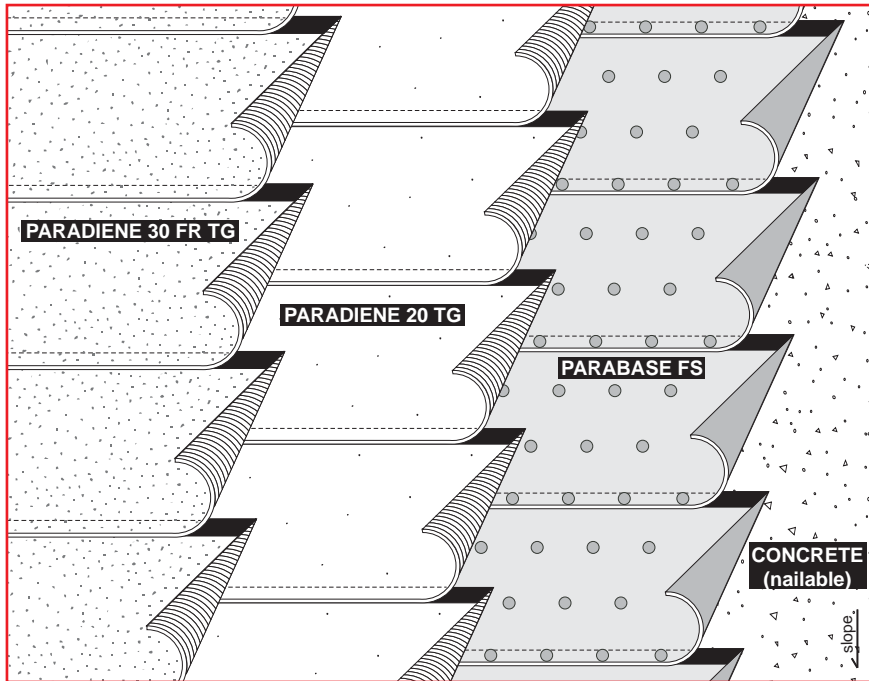 PARADIENE 30 FR TG
PARADIENE 20 TG
PARABASE FS
CONCRETE
(nailable)
slope